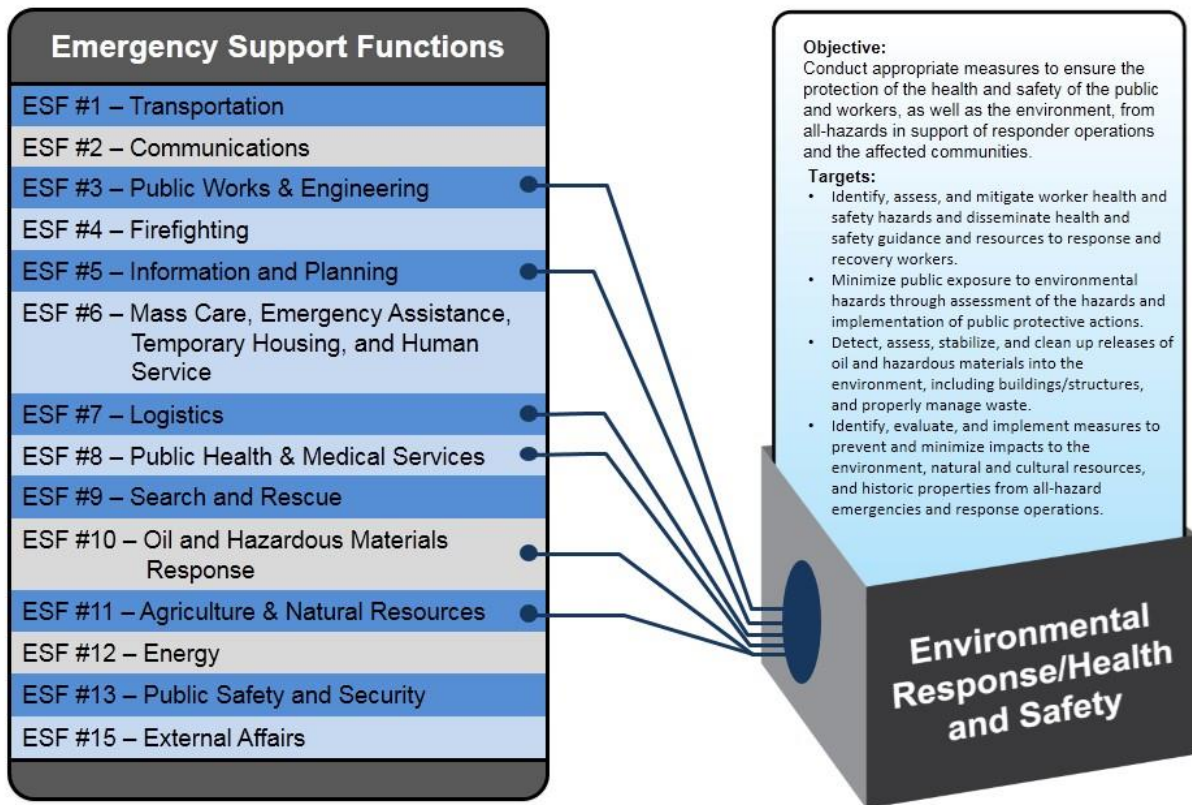 Emergency Support Functions
ESF #1 – Transportation
ESF #2 – Communications
ESF #3 – Public Works & Engineering
ESF #4 – Firefighting
ESF #5 – Information and Planning
ESF #6 – Mass Care, Emergency Assistance,
Temporary Housing, and Human
Service
ESF #7 – Logistics
ESF #8 – Public Health & Medical Services
ESF #9 – Search and Rescue
ESF #10 – Oil and Hazardous Materials
Response
ESF #11 – Agriculture & Natural Resources
ESF #12 – Energy
ESF #13 – Public Safety and Security
ESF #15 – External Affairs
Objective:
Conduct appropriate measures to ensure the
protection of the health and safety of the public
and workers, as well as the environment, from
all-hazards in support of responder operations
and the affected communities.
Targets:
• Identify, assess, and mitigate worker health and
safety hazards and disseminate health and
safety guidance and resources to response and
recovery workers.
• Minimize public exposure to environmental
hazards through assessment of the hazards and
implementation of public protective actions.
• Detect, assess, stabilize, and clean up releases of
oil and hazardous materials into the
environment, including buildings/structures,
and properly manage waste.
• Identify, evaluate, and implement measures to
prevent and minimize impacts to the
environment, natural and cultural resources,
and historic properties from all-hazard
emergencies and response operations.
Environmental
Response/Health
and Safety